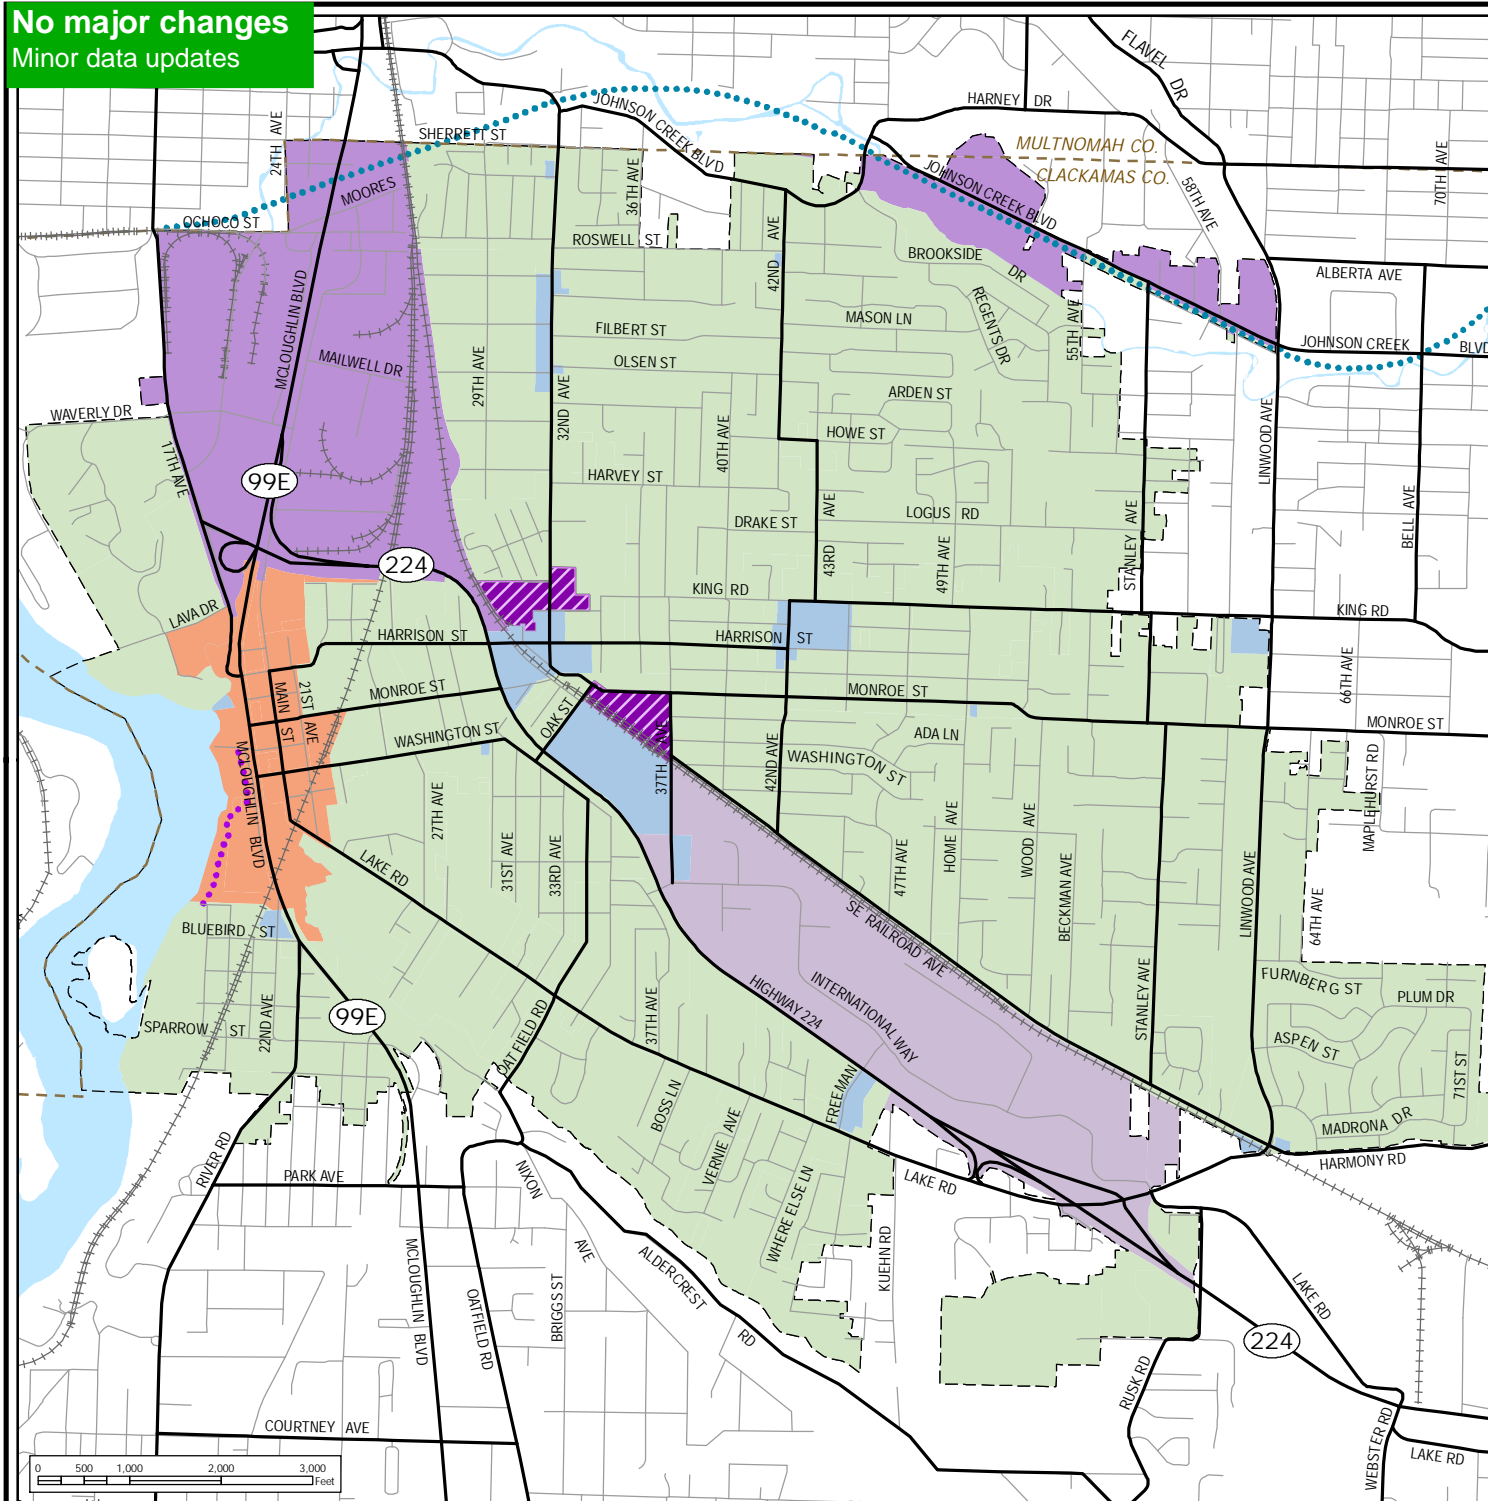 No major changes
Minor data updates
FLAVEL DR
HARNEY DR
JOHNSON CREEK BLVD
SHERRETT ST
24TH AVE
MULTNOMAH CO.
CLACKAMAS CO.
70TH AVE
58TH AVE
MOORES
36TH AVE
JOHNSON CREEK BLVD
OCHOCO ST
ROSWELL ST
42ND AVE
BROOKSIDE DR
ALBERTA AVE
MCLOUGHLIN BLVD
REGENTS DR
55TH AVE
MASON LN
FILBERT ST
OLSEN ST
JOHNSON CREEK BLVD
MAILWELL DR
29TH AVE
32ND AVE
ARDEN ST
WAVERLY DR
17TH AVE
40TH AVE
HOWE ST
LINWOOD AVE
HARVEY ST
99E
DRAKE ST
43RD AVE
LOGUS RD
STANLEY AVE
BELL AVE
49TH AVE
224
KING RD
KING RD
LAVA DR
HARRISON ST
HARRISON ST
66TH AVE
MONROE ST
MONROE ST
MONROE ST
MAIN ST
21ST AVE
OAK ST
WASHINGTON ST
ADA LN
WASHINGTON ST
37TH AVE
42ND AVE
MCLOUGHLIN BLVD
MAPLEHURST RD
27TH AVE
LAKE RD
31ST AVE
33RD AVE
47TH AVE
HOME AVE
WOOD AVE
BECKMAN AVE
LINWOOD AVE
64TH AVE
SE RAILROAD AVE
BLUEBIRD ST
INTERNATIONAL WAY
HIGHWAY 224
FURNBERG ST
PLUM DR
22ND AVE
99E
SPARROW ST
37TH AVE
OATFIELD RD
STANLEY AVE
ASPEN ST
71ST ST
BOSS LN
VERNIE AVE
FREEMAN
MADRONA DR
RIVER RD
PARK AVE
NIXON AVE
LAKE RD
HARMONY RD
WHERE ELSE LN
KUEHN RD
MCLOUGHLIN BLVD
OATFIELD RD
BRIGGS ST
ALDERCREST RD
LAKE RD
224
RUSK RD
COURTNEY AVE
WEBSTER RD
LAKE RD
0 500 1,000 2,000 3,000
Feet